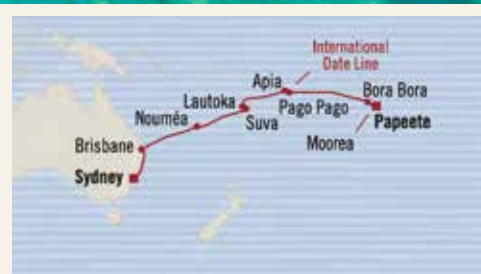 International
Date Line
Apia
Bora Bora
Lautoka
Pago Pago
Nouméa
Suva
Papeete
Moorea
Brisbane
Sydney